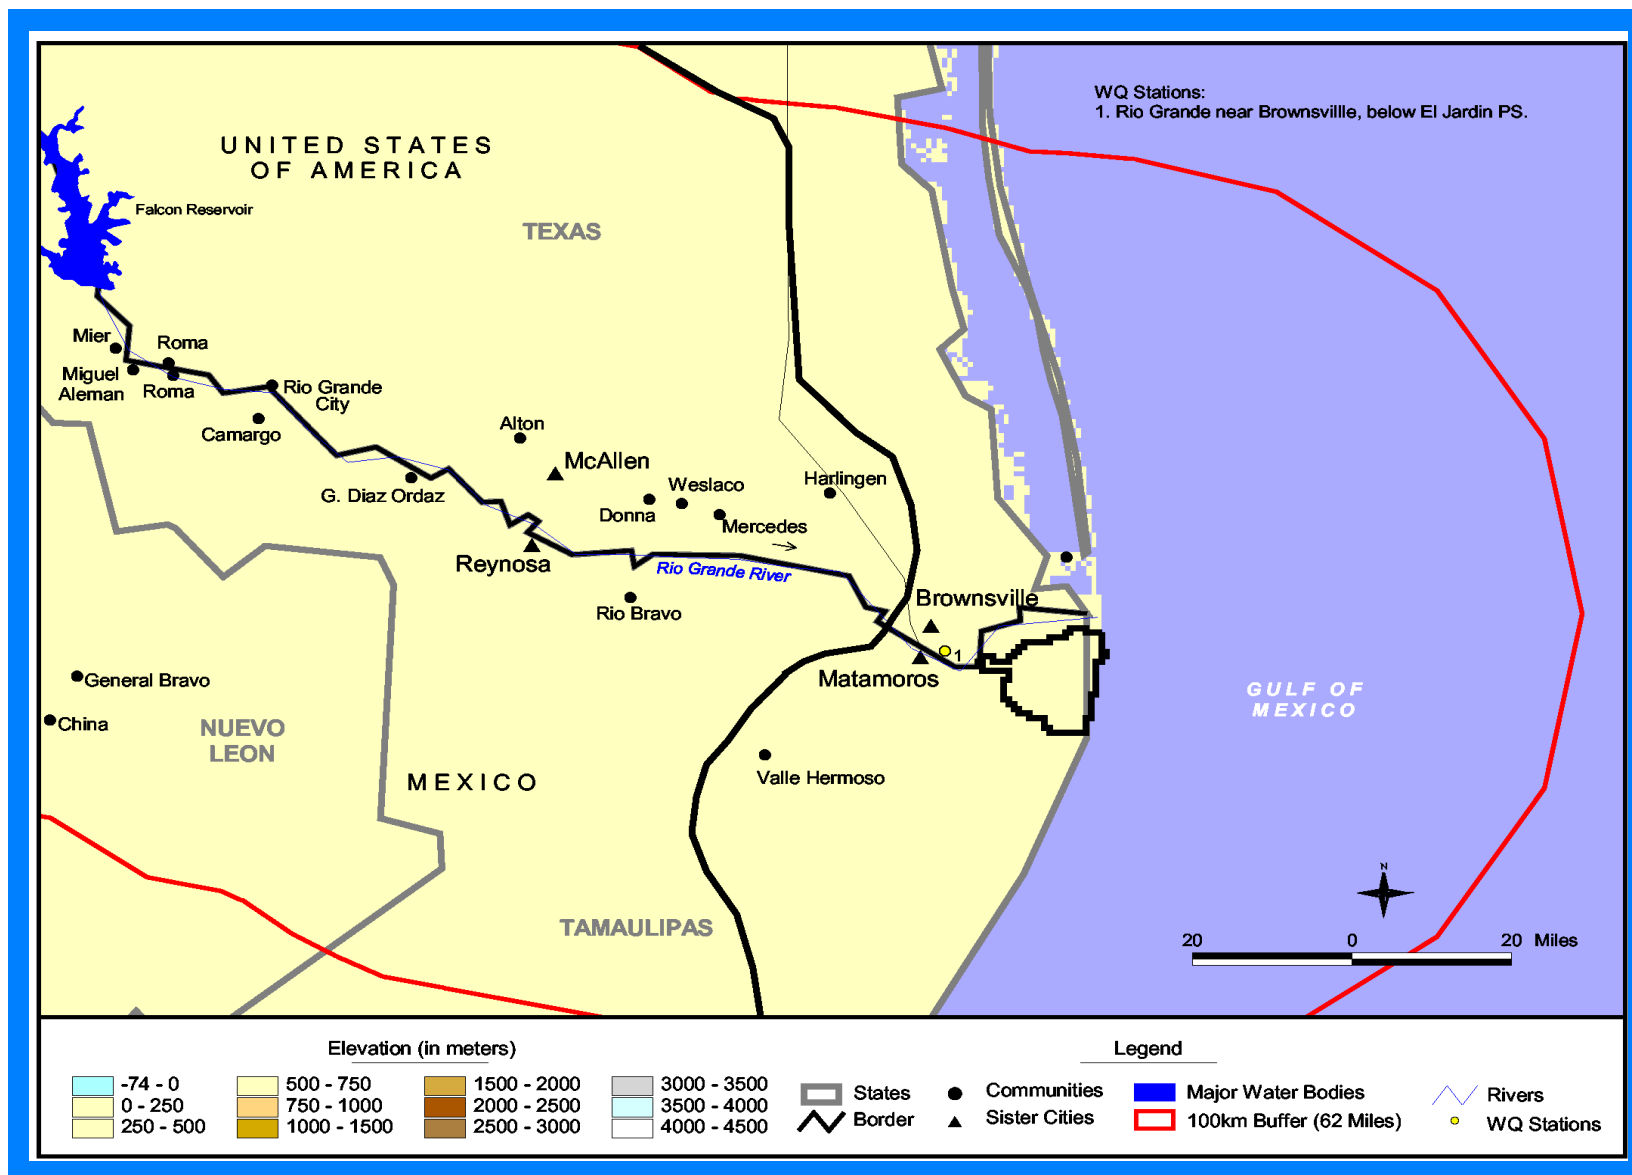 WQ Stations:
1. Rio Grande near Brownsvillle, below El Jardin PS.
UNITED STATES
OF AMERICA
Falcon Reservoir
TEXAS
Mier
Roma
Miguel
Aleman
Roma
Rio Grande
City
Camargo
Alton
McAllen
G. Diaz Ordaz
Weslaco
Harlingen
Donna
Mercedes
Reynosa
Rio Grande River
Rio Bravo
Brownsville
1
Matamoros
General Bravo
China
NUEVO
LEON
MEXICO
Valle Hermoso
GULF OF
MEXICO
TAMAULIPAS
N
20 0 20 Miles
Elevation (in meters)
-74 - 0
0 - 250
250 - 500
500 - 750
750 - 1000
1000 - 1500
1500 - 2000
2000 - 2500
2500 - 3000
3000 - 3500
3500 - 4000
4000 - 4500
Legend
States
Border
Communities
Sister Cities
Major Water Bodies
100km Buffer (62 Miles)
Rivers
WQ Stations